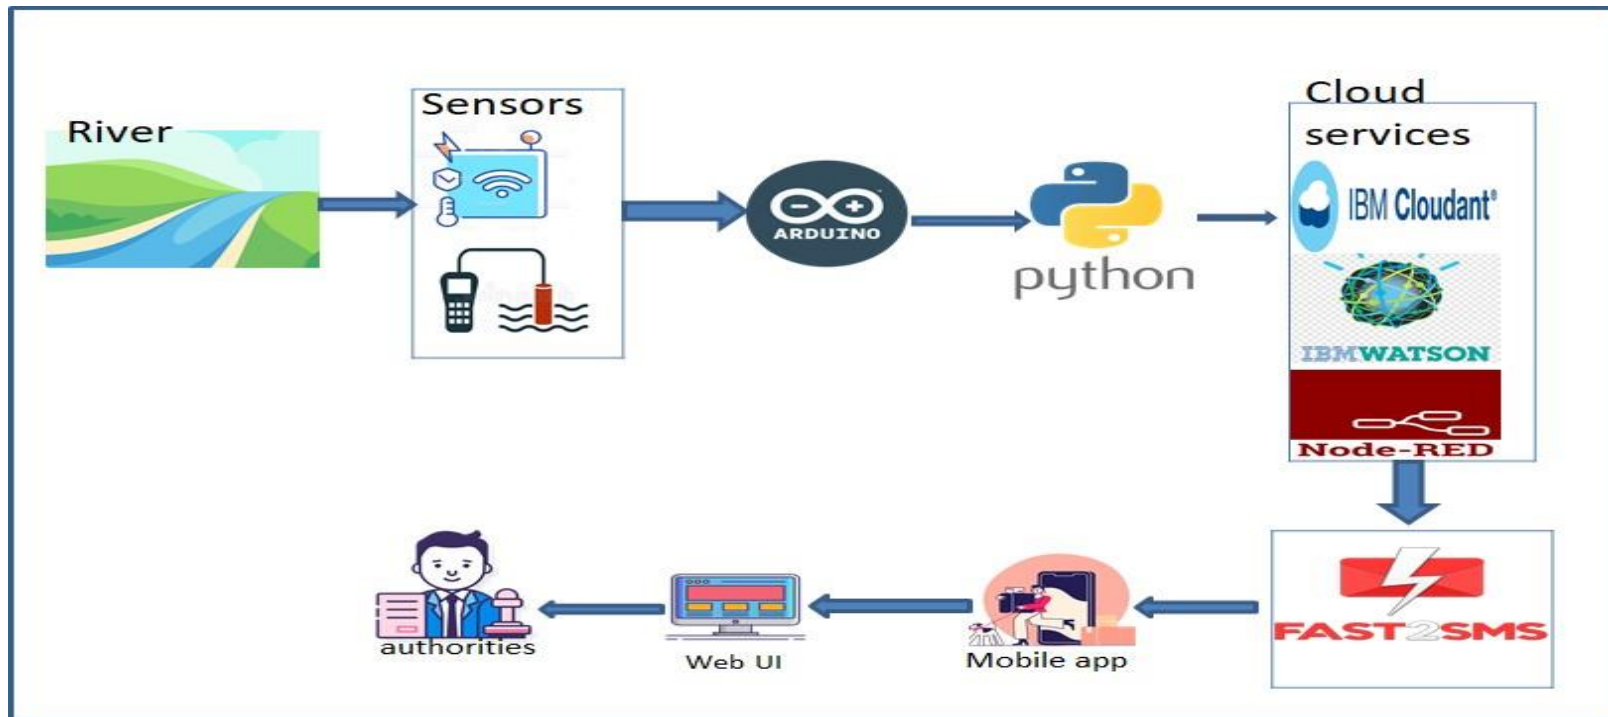 River
Sensors
ARDUINO
python
Cloud
services
IBM Cloudant®
IBMWATSON
Node-RED
FAST2SMS
Mobile app
Web UI
authorities